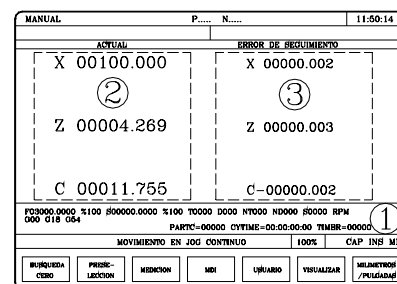 MANUAL P..... N..... 11:50:14
ACTUAL ERROR DE SEGUIMIENTO
X 00100.000 X 00000.002
2 3
Z 00004.269 Z 00000.003
C 00011.755 C-00000.002
F03000.0000 %100 S00000.0000 %100 T0000 D000 NT000 ND000 S0000 RPM
G00 G18 G54
PARTC=00000 CYTIME=00:00:00:00 TIMER=00000
1
MOVIMIENTO EN JOG CONTINUO 100% CAP INS M
BUSQUEDA CERO PRESE- LECCION MEDICION MDI USUARIO VISUALIZAR MILIMETROS /PULGADAS